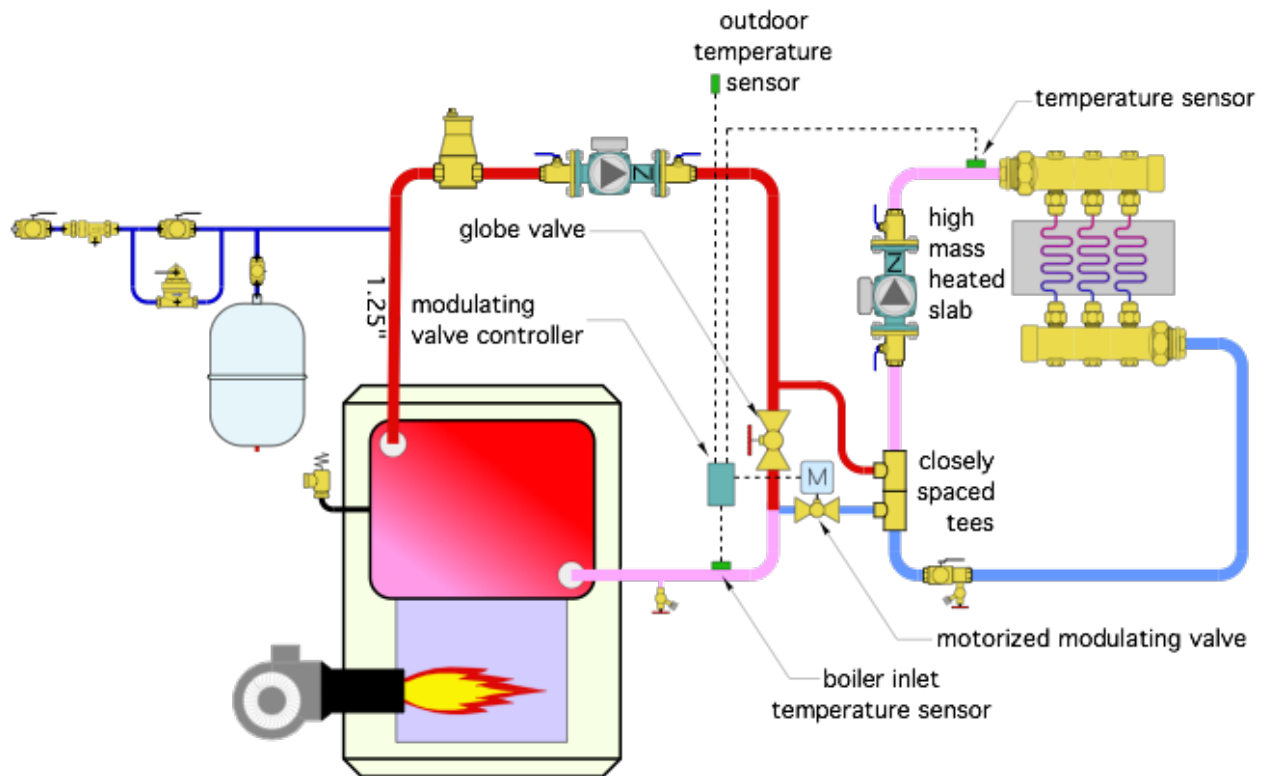 outdoor
temperature
sensor
temperature sensor
globe valve
high
mass
heated
slab
Z
Z
1.25"
modulating
valve controller
M
closely
spaced
tees
motorized modulating valve
boiler inlet
temperature sensor